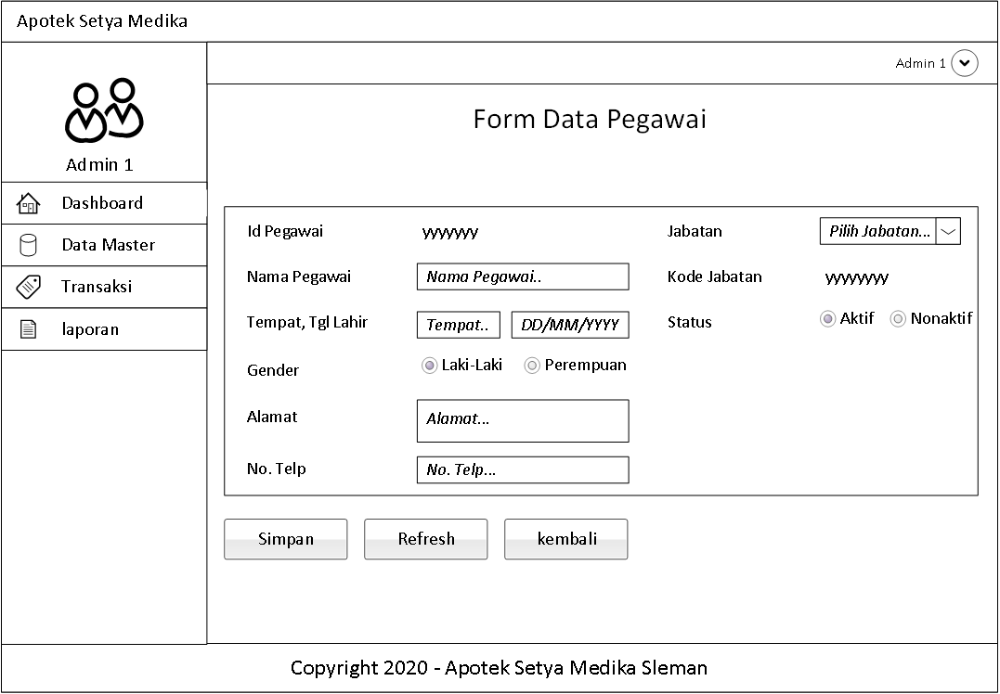 Apotek Setya Medika
Admin 1
Admin 1
Dashboard
Data Master
Transaksi
laporan
Form Data Pegawai
Id Pegawai yyyyyyy Jabatan Pilih Jabatan...
Nama Pegawai Nama Pegawai.. Kode Jabatan yyyyyyyy
Tempat, Tgl Lahir Tempat.. DD/MM/YYYY Status Aktif Nonaktif
Gender Laki-Laki Perempuan
Alamat Alamat...
No. Telp No. Telp...
Simpan Refresh kembali
Copyright 2020 - Apotek Setya Medika Sleman